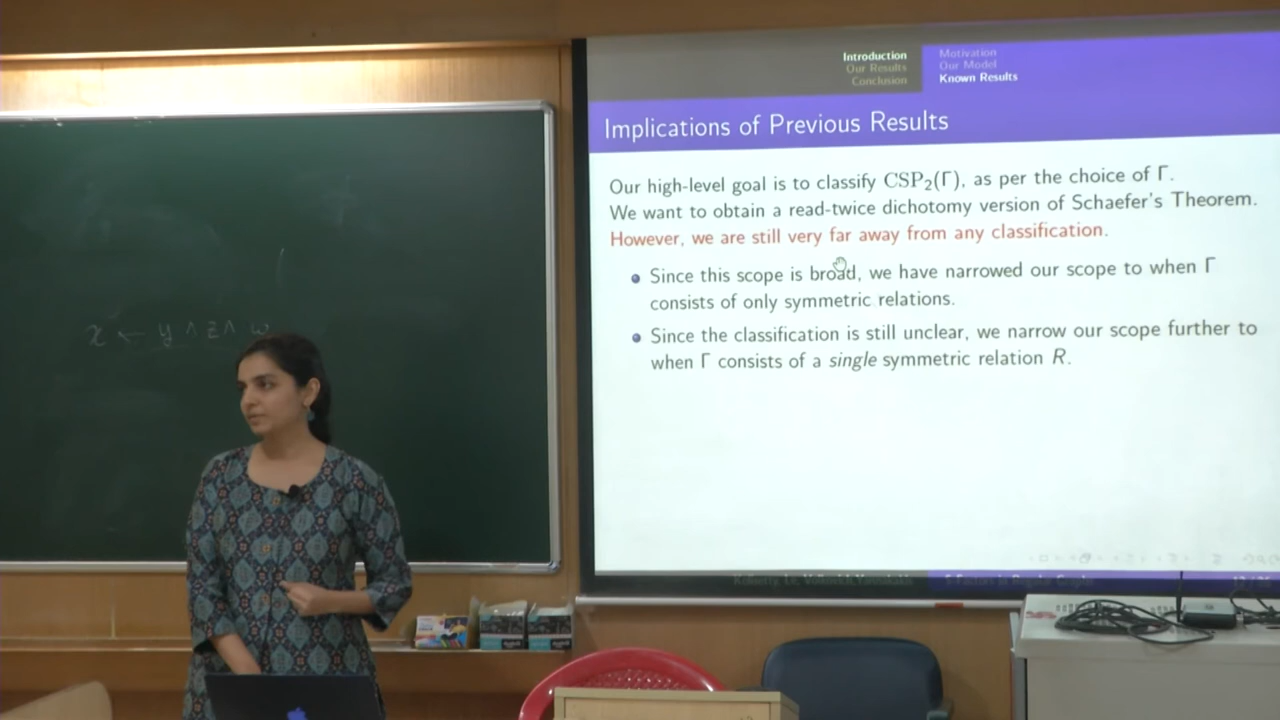 Introduction
Our Results
Conclusion
Motivation
Our Model
Known Results
Implications of Previous Results
Our high-level goal is to classify CSP₂(Γ), as per the choice of Γ.
We want to obtain a read-twice dichotomy version of Schaefer's Theorem.
However, we are still very far away from any classification.
Since this scope is broad, we have narrowed our scope to when Γ
consists of only symmetric relations.
Since the classification is still unclear, we narrow our scope further to
when Γ consists of a single symmetric relation R.
x ← y ∧ z ∧ w